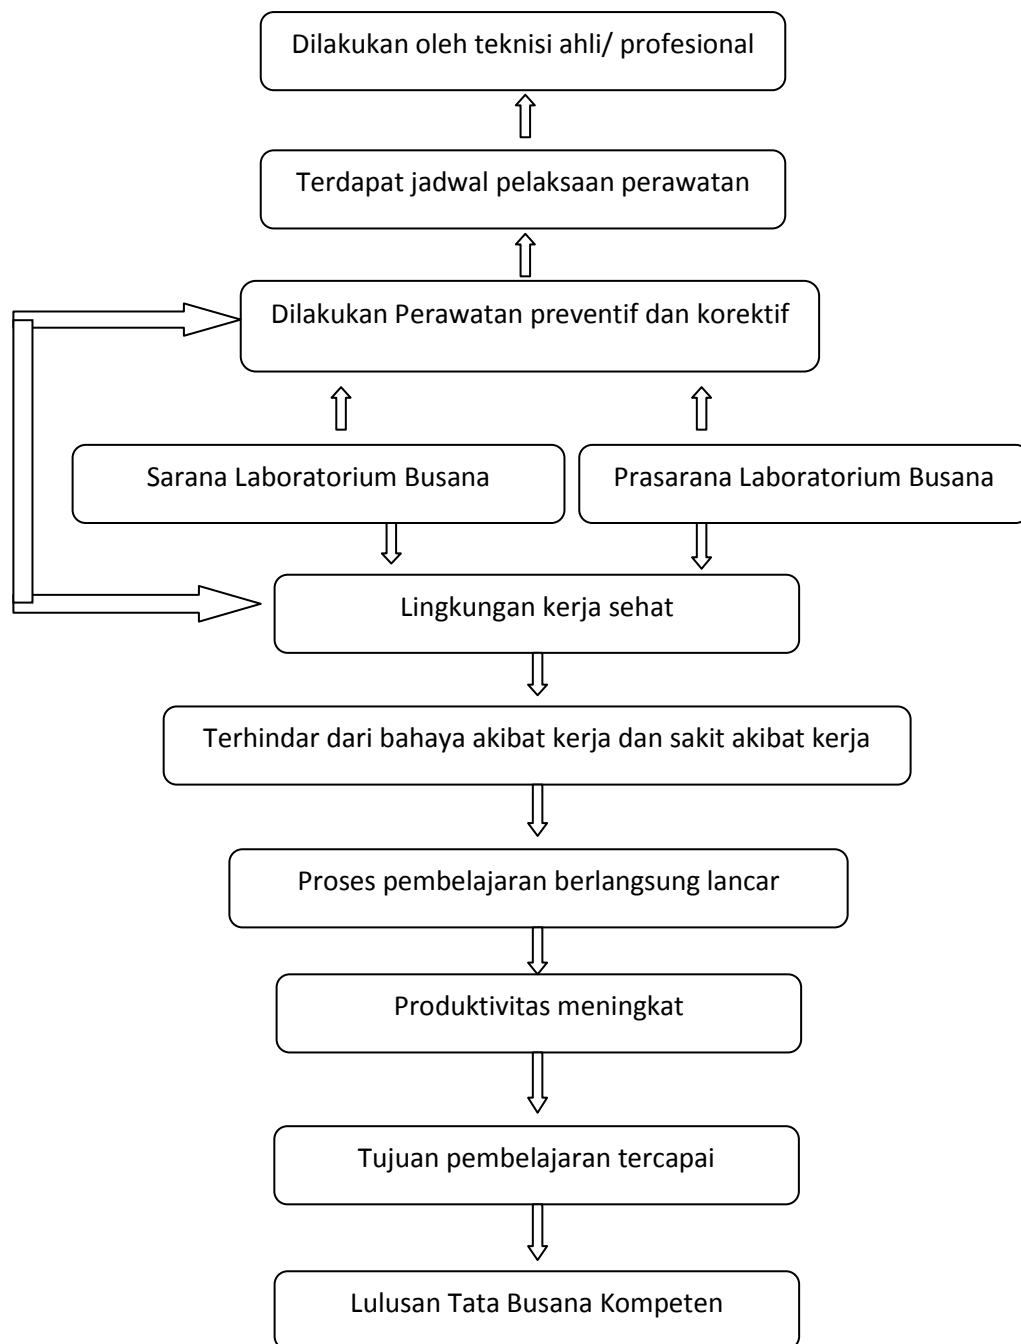 Dilakukan oleh teknisi ahli/ profesional
Terdapat jadwal pelaksaan perawatan
Dilakukan Perawatan preventif dan korektif
Sarana Laboratorium Busana
Prasarana Laboratorium Busana
Lingkungan kerja sehat
Terhindar dari bahaya akibat kerja dan sakit akibat kerja
Proses pembelajaran berlangsung lancar
Produktivitas meningkat
Tujuan pembelajaran tercapai
Lulusan Tata Busana Kompeten